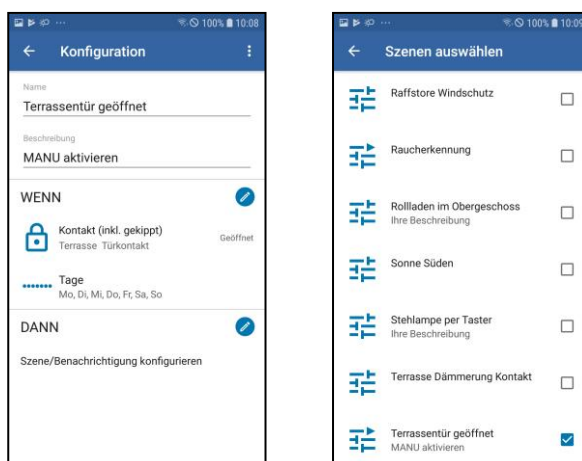 100% 10:08
Konfiguration
Name
Terrassentür geöffnet
Beschreibung
MANU aktivieren
WENN
Kontakt (inkl. gekippt)
Terrasse Türkontakt
Geöffnet
Tage
Mo, Di, Mi, Do, Fr, Sa, So
DANN
Szene/Benachrichtigung konfigurieren
100% 10:09
Szenen auswählen
Raffstore Windschutz
Raucherkennung
Rollladen im Obergeschoss
Ihre Beschreibung
Sonne Süden
Stehlampe per Taster
Ihre Beschreibung
Terrasse Dämmerung Kontakt
Terrassentür geöffnet
MANU aktivieren